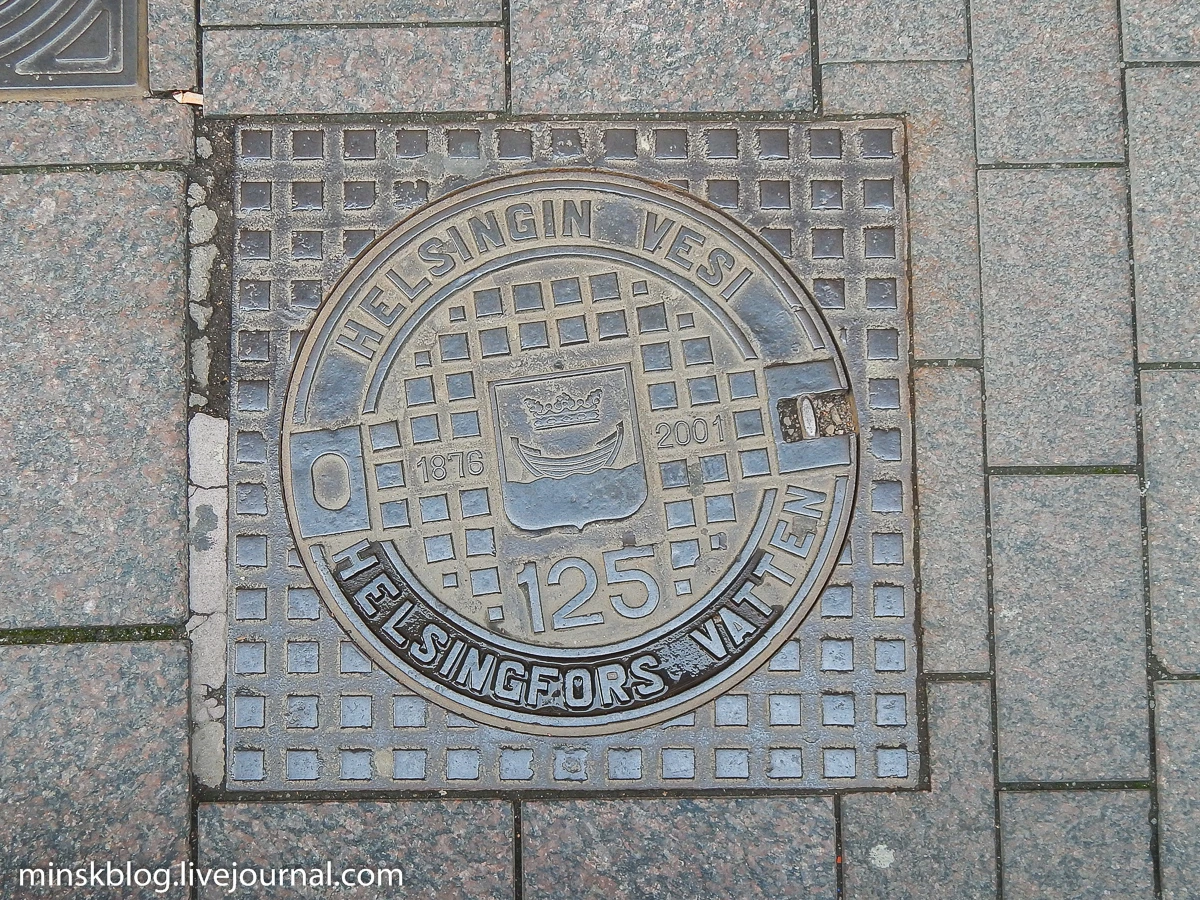 HELSINGIN VESI
1876
2001
125
HELSINGFORS VATTEN
minskblog.livejournal.com